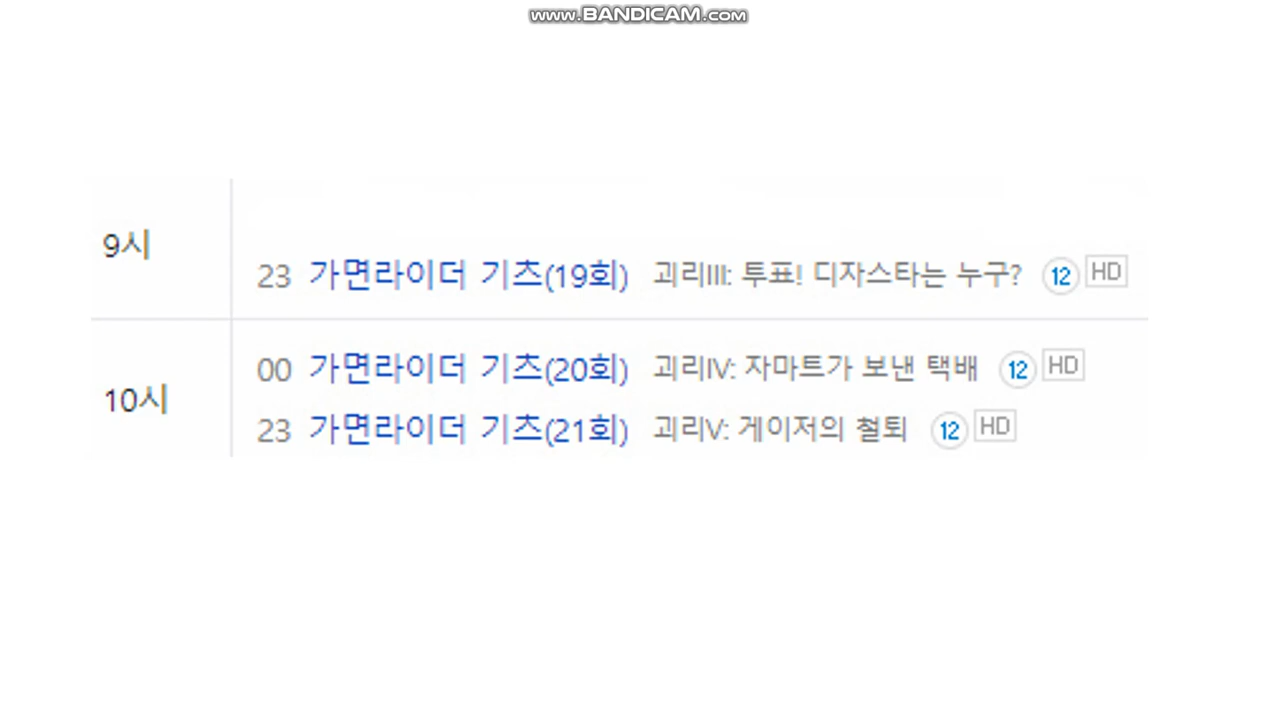 www.BANDICAM.com
9시
23 가면라이더 기츠(19회) 괴리III: 투표! 디자스타는 누구? 12 HD
10시
00 가면라이더 기츠(20회) 괴리IV: 자마트가 보낸 택배 12 HD
23 가면라이더 기츠(21회) 괴리V: 게이저의 철퇴 12 HD